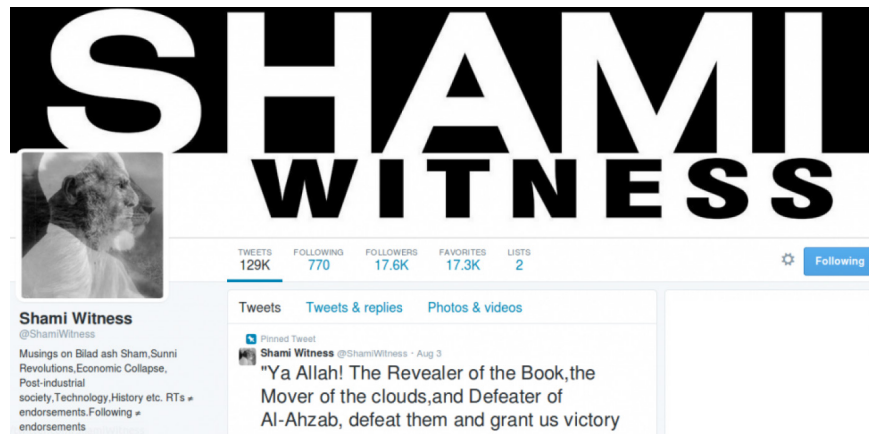 SHAMI
WITNESS
TWEETS FOLLOWING FOLLOWERS FAVORITES LISTS
129K 770 17.6K 17.3K 2
Following
Tweets Tweets & replies Photos & videos
Shami Witness
@ShamiWitness
Musings on Bilad ash Sham,Sunni
Revolutions,Economic Collapse,
Post-industrial
society,Technology,History etc. RTs ≠
endorsements.Following ≠
endorsements
Pinned Tweet
Shami Witness @ShamiWitness · Aug 3
"Ya Allah! The Revealer of the Book,the
Mover of the clouds,and Defeater of
Al-Ahzab, defeat them and grant us victory